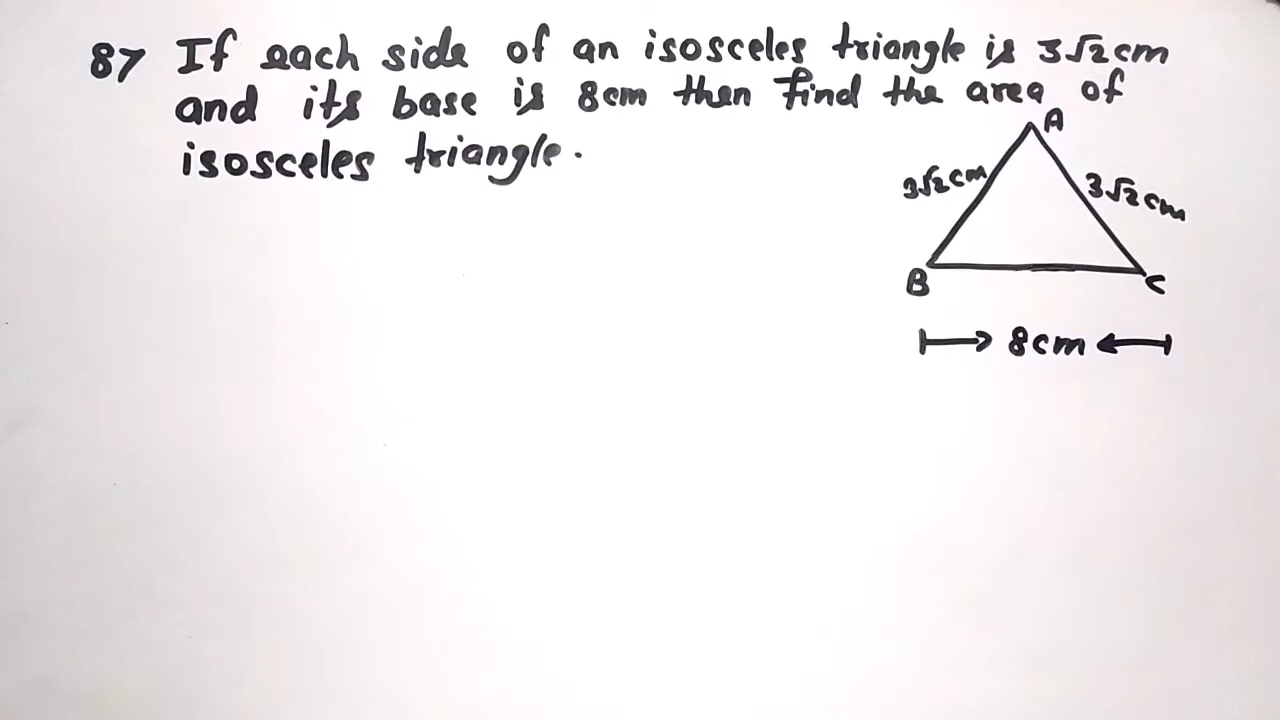 87 If each side of an isosceles triangle is 3√2cm
and its base is 8cm then find the area of
isosceles triangle.
A
3√2cm 3√2cm
B C
8cm